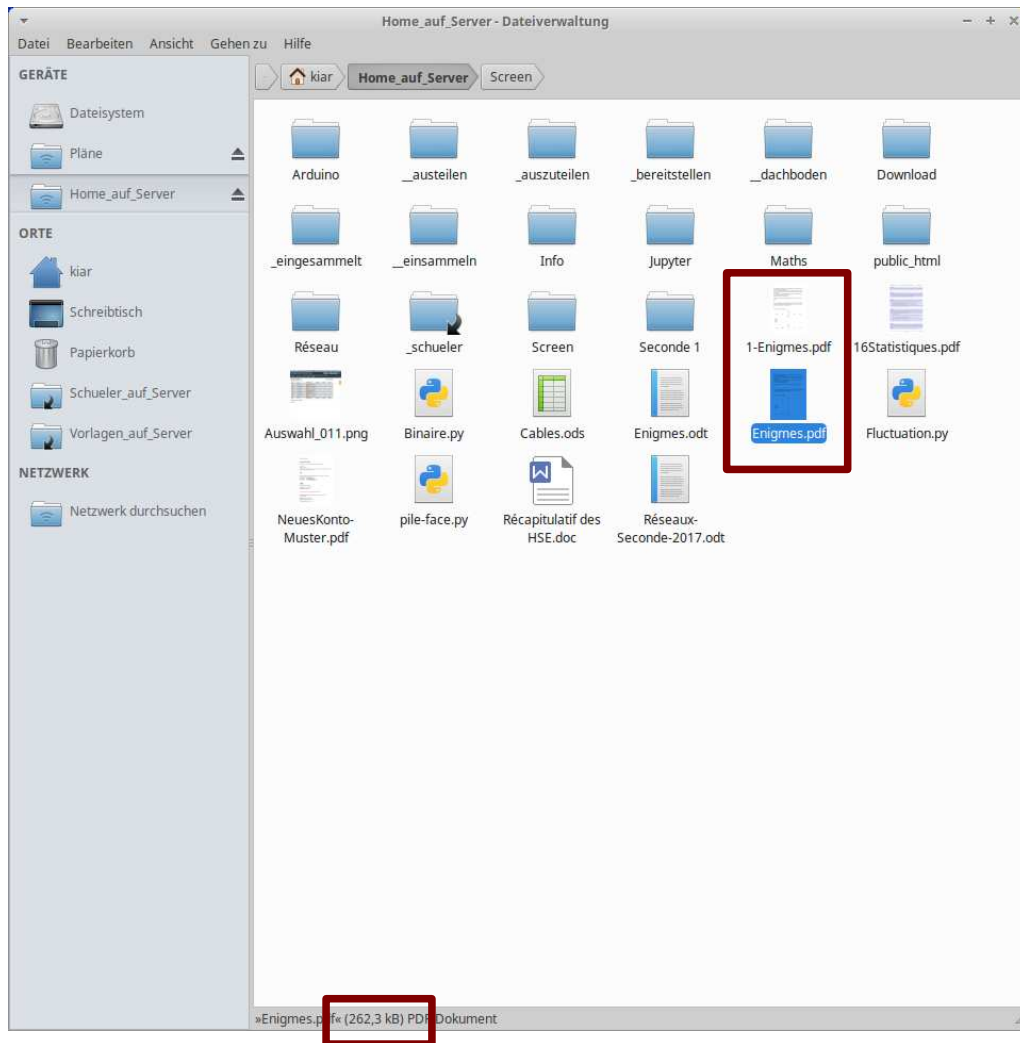 Home_auf_Server - Dateiverwaltung
Datei Bearbeiten Ansicht Gehen zu Hilfe
GERÄTE
Dateisystem
Pläne
Home_auf_Server
ORTE
kiar
Schreibtisch
Papierkorb
Schueler_auf_Server
Vorlagen_auf_Server
NETZWERK
Netzwerk durchsuchen
kiar Home_auf_Server Screen
Arduino __austeilen _auszuteilen _bereitstellen __dachboden Download
_eingesammelt __einsammeln Info Jupyter Maths public_html
Réseau _schueler Screen Seconde 1 1-Enigmes.pdf 16Statistiques.pdf
Auswahl_011.png Binaire.py Cables.ods Enigmes.odt Enigmes.pdf Fluctuation.py
NeuesKonto- pile-face.py Récapitulatif des Réseaux-
Muster.pdf HSE.doc Seconde-2017.odt
»Enigmes.pdf« (262,3 kB) PDF Dokument